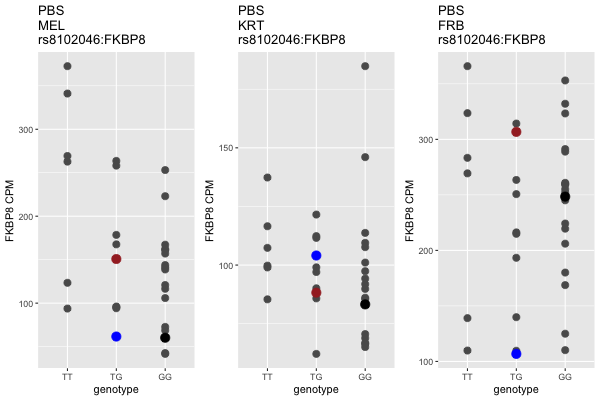 PBS
MEL
rs8102046:FKBP8
FKBP8 CPM
300
200
100
TT
TG
GG
genotype
PBS
KRT
rs8102046:FKBP8
FKBP8 CPM
150
100
TT
TG
GG
genotype
PBS
FRB
rs8102046:FKBP8
FKBP8 CPM
300
200
100
TT
TG
GG
genotype